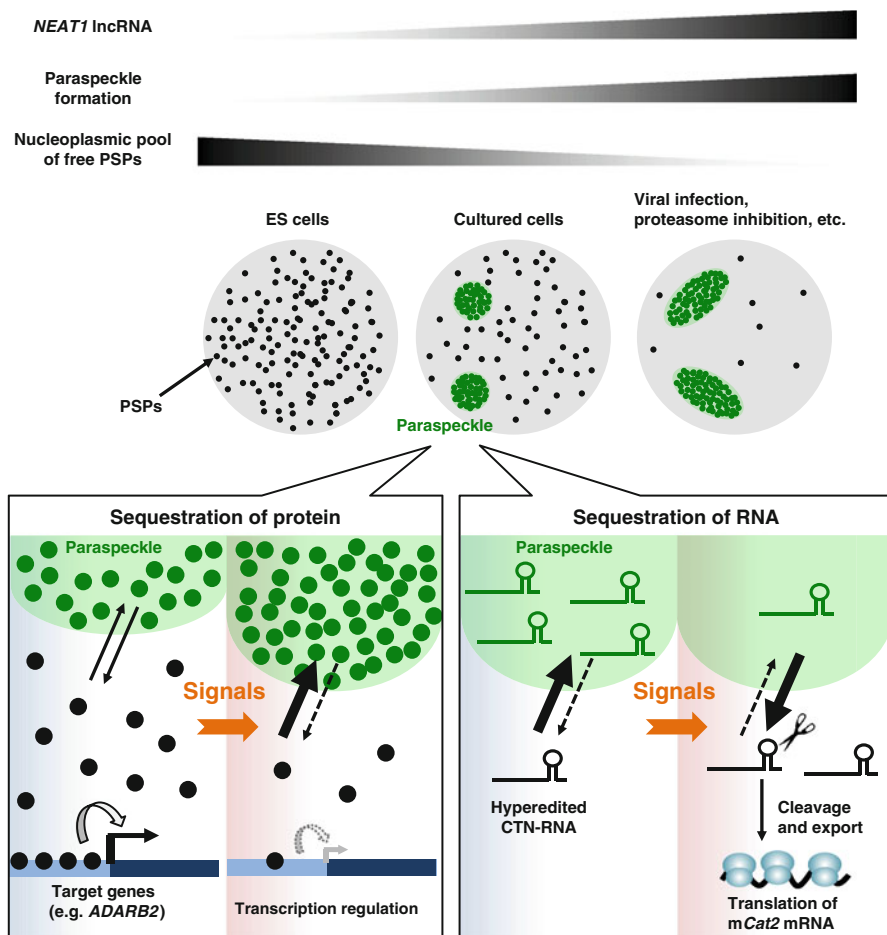 NEAT1 lncRNA
Paraspeckle
formation
Nucleoplasmic pool
of free PSPs
ES cells
Cultured cells
Viral infection,
proteasome inhibition, etc.
PSPs
Paraspeckle
Sequestration of protein
Paraspeckle
Signals
Target genes
(e.g. ADARB2)
Transcription regulation
Sequestration of RNA
Paraspeckle
Signals
Hyperedited
CTN-RNA
Cleavage
and export
Translation of
mCat2 mRNA